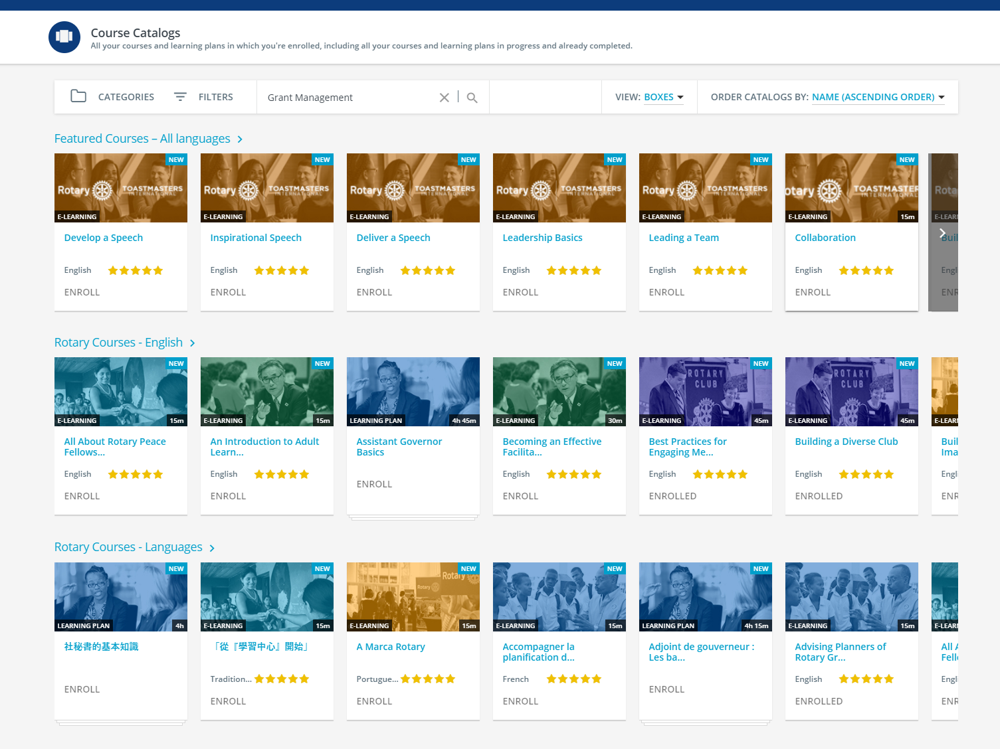 Course Catalogs
All your courses and learning plans in which you're enrolled, including all your courses and learning plans in progress and already completed.
CATEGORIES FILTERS Grant Management VIEW: BOXES ORDER CATALOGS BY: NAME (ASCENDING ORDER)
Featured Courses – All languages
NEW NEW NEW NEW NEW NEW
Rotary TOASTMASTERS INTERNATIONAL Rotary TOASTMASTERS INTERNATIONAL Rotary TOASTMASTERS INTERNATIONAL Rotary TOASTMASTERS INTERNATIONAL Rotary TOASTMASTERS INTERNATIONAL otary TOASTMASTER INTERNATIONAL
E-LEARNING E-LEARNING E-LEARNING E-LEARNING E-LEARNING E-LEARNING 15m E-LEAR
Develop a Speech Inspirational Speech Deliver a Speech Leadership Basics Leading a Team Collaboration Buil
English English English English English English Engl
ENROLL ENROLL ENROLL ENROLL ENROLL ENROLL ENR
Rotary Courses - English
NEW NEW NEW NEW NEW
ROTARY CLUB ROTARY CLUB
E-LEARNING 15m E-LEARNING 15m LEARNING PLAN 4h 45m E-LEARNING 30m E-LEARNING 45m E-LEARNING 45m E-LEARN
All About Rotary Peace An Introduction to Adult Assistant Governor Becoming an Effective Best Practices for Building a Diverse Club Buil
Fellows... Learn... Basics Facilita... Engaging Me... Ima
English English English English English Engl
ENROLL ENROLL ENROLL ENROLL ENROLLED ENROLLED ENR
Rotary Courses - Languages
NEW NEW NEW NEW NEW
Rotary Rotary
LEARNING PLAN 4h E-LEARNING 15m E-LEARNING 15m E-LEARNING 15m LEARNING PLAN 4h 15m E-LEARNING 15m E-LEARN
社秘書的基本知識 「從『學習中心』開始」 A Marca Rotary Accompagner la Adjoint de gouverneur : Advising Planners of All A
planification d... Les ba... Rotary Gr... Fell
Tradition... Portugue... French English Engl
ENROLL ENROLL ENROLL ENROLL ENROLL ENROLLED ENR